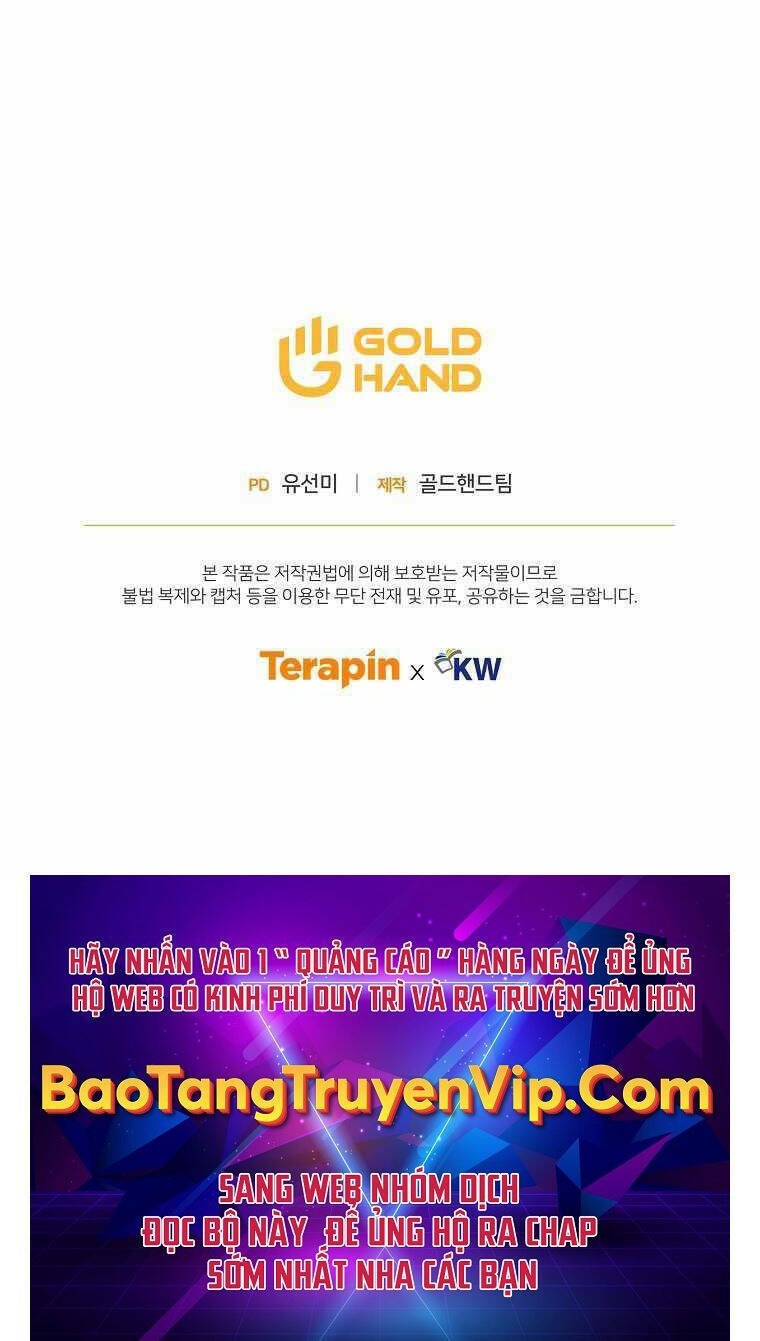 GOLD
HAND
PD 유선미 | 제작 골드핸드팀
본 작품은 저작권법에 의해 보호받는 저작물이므로
불법 복제와 캡처 등을 이용한 무단 전재 및 유포, 공유하는 것을 금합니다.
Terapin x KW
HÃY NHẤN VÀO 1 “ QUẢNG CÁO ” HÀNG NGÀY ĐỂ ỦNG
HỘ WEB CÓ KINH PHÍ DUY TRÌ VÀ RA TRUYỆN SỚM HƠN
BaoTangTruyenVip.Com
SANG WEB NHÓM DỊCH
ĐỌC BỘ NÀY ĐỂ ỦNG HỘ RA CHAP
SỚM NHẤT NHA CÁC BẠN